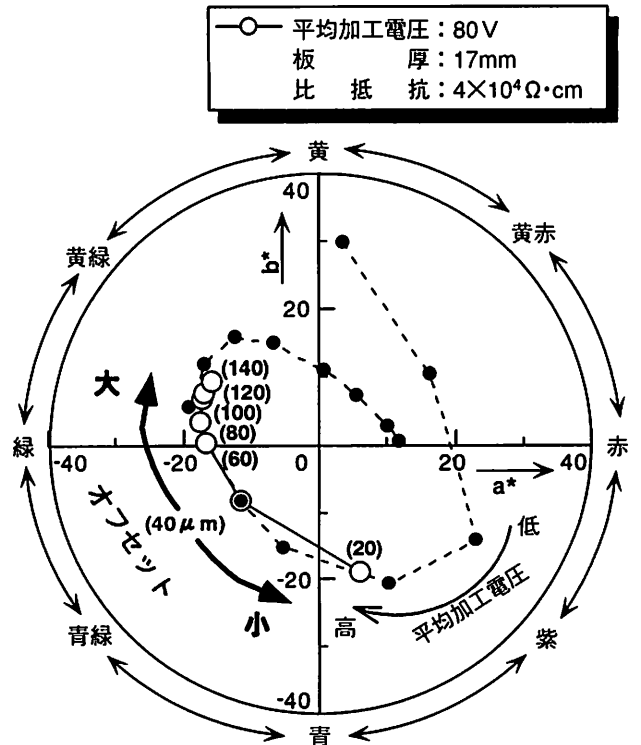 平均加工電圧：80V
板厚：17mm
比抵抗：4×10⁴Ω・cm
黄
黄緑
黄赤
40
b*
20
(140)
(120)
(100)
(80)
(60)
大
緑
-40
-20
0
20
40
a*
赤
オフセット
(40μm)
(20)
低
-20
小
高
平均加工電圧
青緑
紫
-40
青